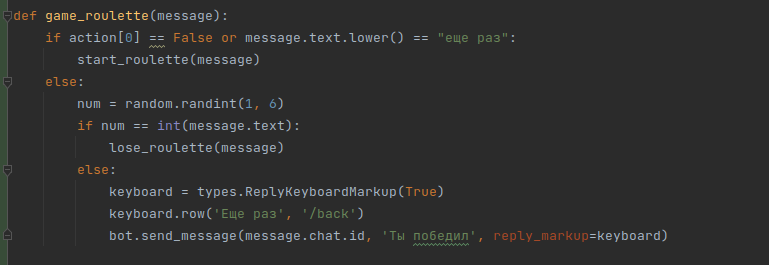 def game_roulette(message):
    if action[0] == False or message.text.lower() == "еще раз":
        start_roulette(message)
    else:
        num = random.randint(1, 6)
        if num == int(message.text):
            lose_roulette(message)
        else:
            keyboard = types.ReplyKeyboardMarkup(True)
            keyboard.row('Еще раз', '/back')
            bot.send_message(message.chat.id, 'Ты победил', reply_markup=keyboard)